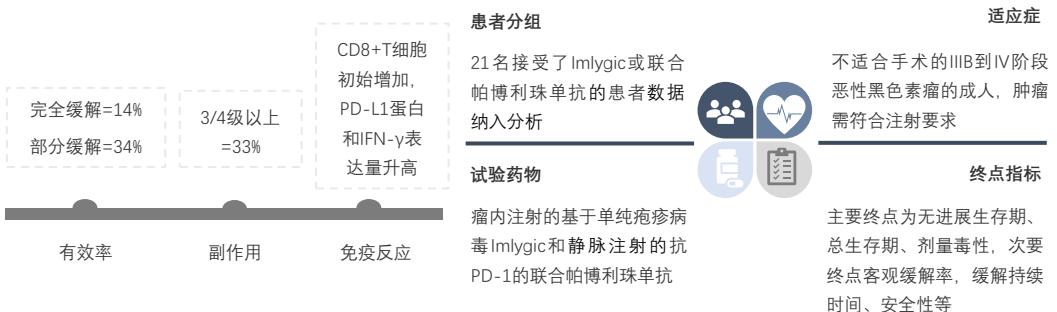 完全缓解=14%
部分缓解=34%
3/4级以上
=33%
CD8+T细胞
初始增加，
PD-L1蛋白
和IFN-γ表
达量升高
有效率
副作用
免疫反应
患者分组
21名接受了Imlygic或联合
帕博利珠单抗的患者数据
纳入分析
试验药物
瘤内注射的基于单纯疱疹病
毒Imlygic和静脉注射的抗
PD-1的联合帕博利珠单抗
适应症
不适合手术的IIIB到IV阶段
恶性黑色素瘤的成人，肿瘤
需符合注射要求
终点指标
主要终点为无进展生存期、
总生存期、剂量毒性，次要
终点客观缓解率，缓解持续
时间、安全性等